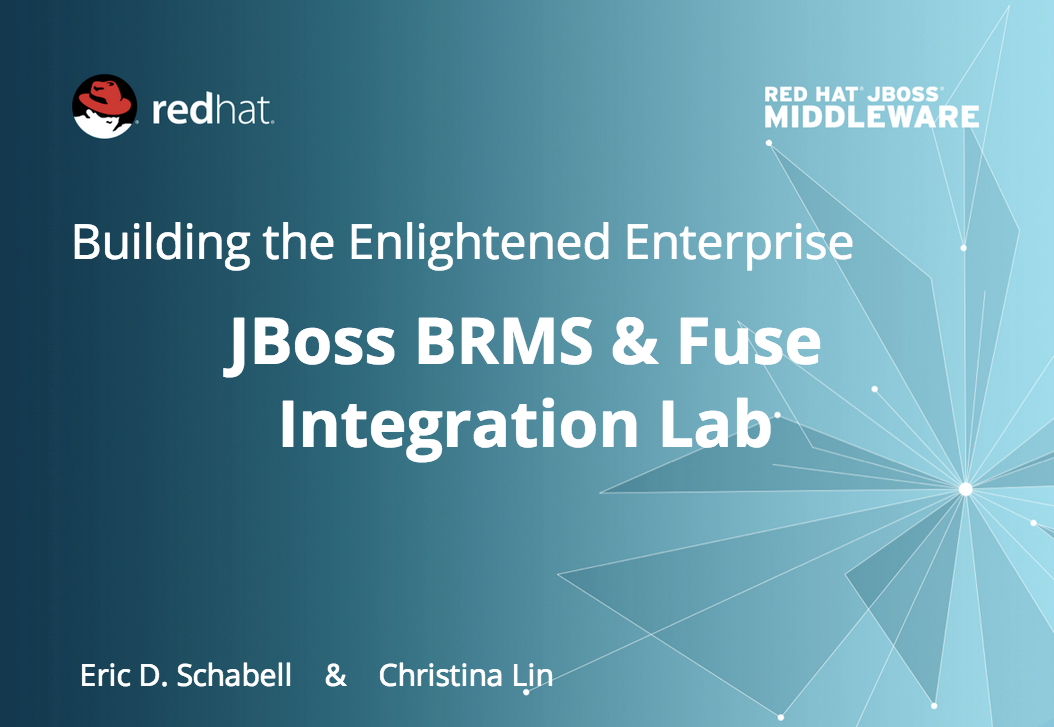 redhat.
RED HAT® JBOSS®
MIDDLEWARE
Building the Enlightened Enterprise
JBoss BRMS & Fuse
Integration Lab
Eric D. Schabell & Christina Lin